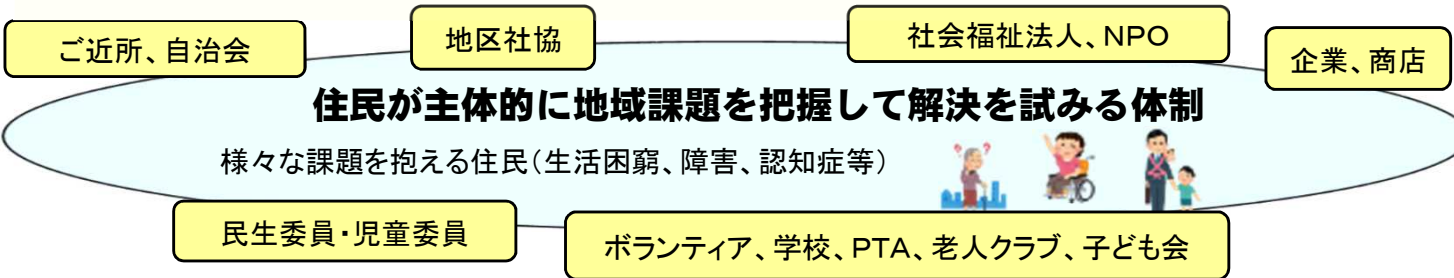 ご近所、自治会
地区社協
社会福祉法人、NPO
企業、商店
住民が主体的に地域課題を把握して解決を試みる体制
様々な課題を抱える住民(生活困窮、障害、認知症等)
民生委員・児童委員
ボランティア、学校、PTA、老人クラブ、子ども会